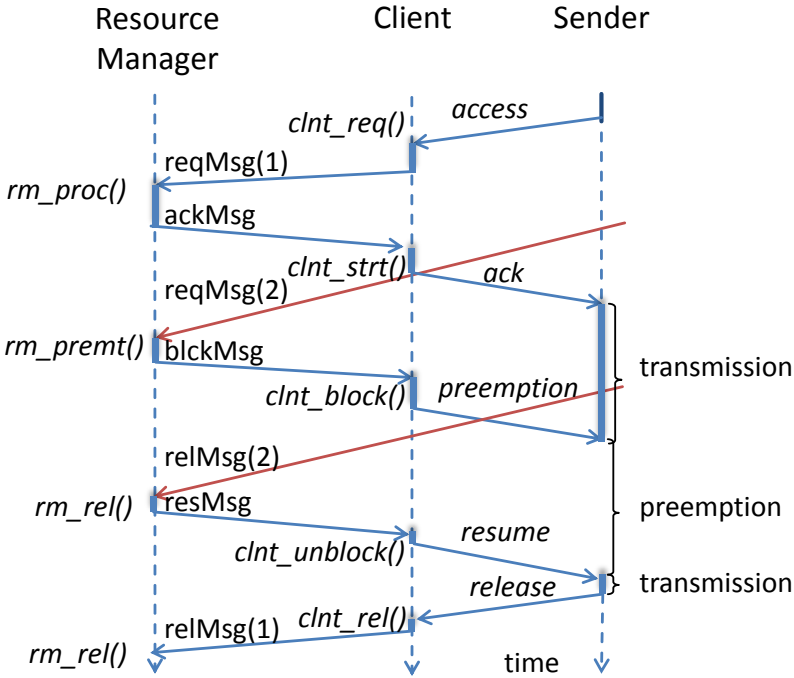 Resource
Manager
Client
Sender
access
clnt_req()
reqMsg(1)
rm_proc()
ackMsg
clnt_strt()
ack
reqMsg(2)
rm_premt()
blckMsg
transmission
clnt_block()
preemption
relMsg(2)
rm_rel()
resMsg
preemption
resume
clnt_unblock()
transmission
release
clnt_rel()
relMsg(1)
rm_rel()
time